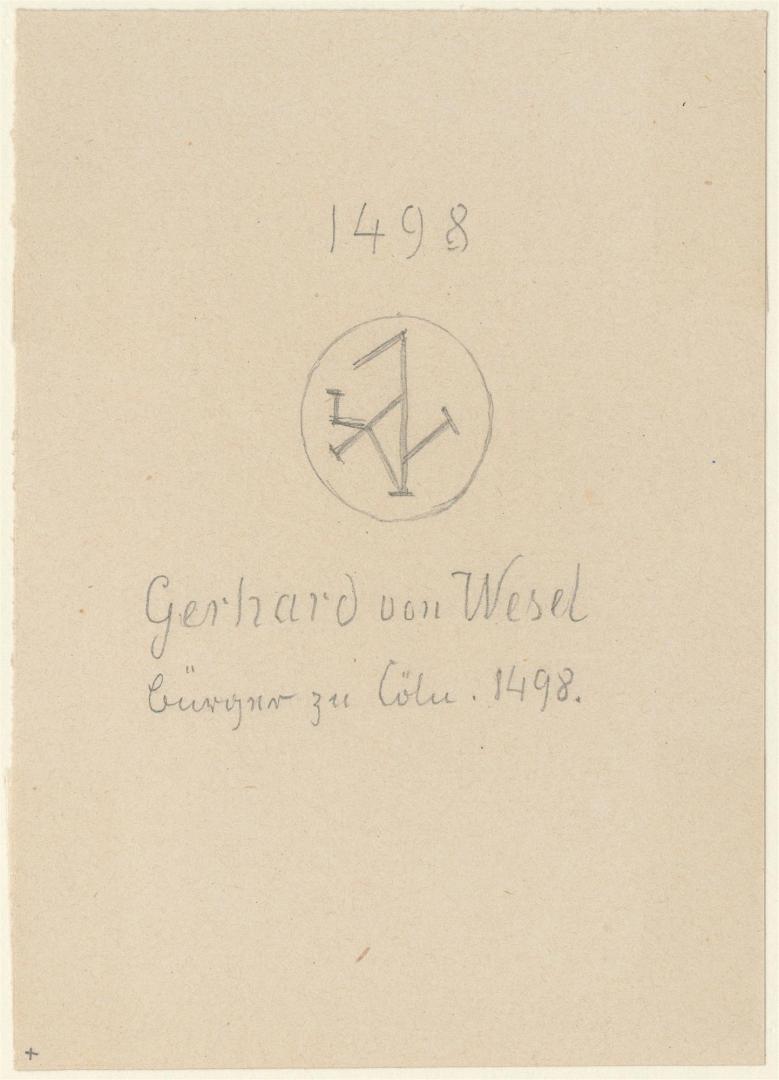 1498
Gerhard von Wesel
bürger zu Cöln. 1498.